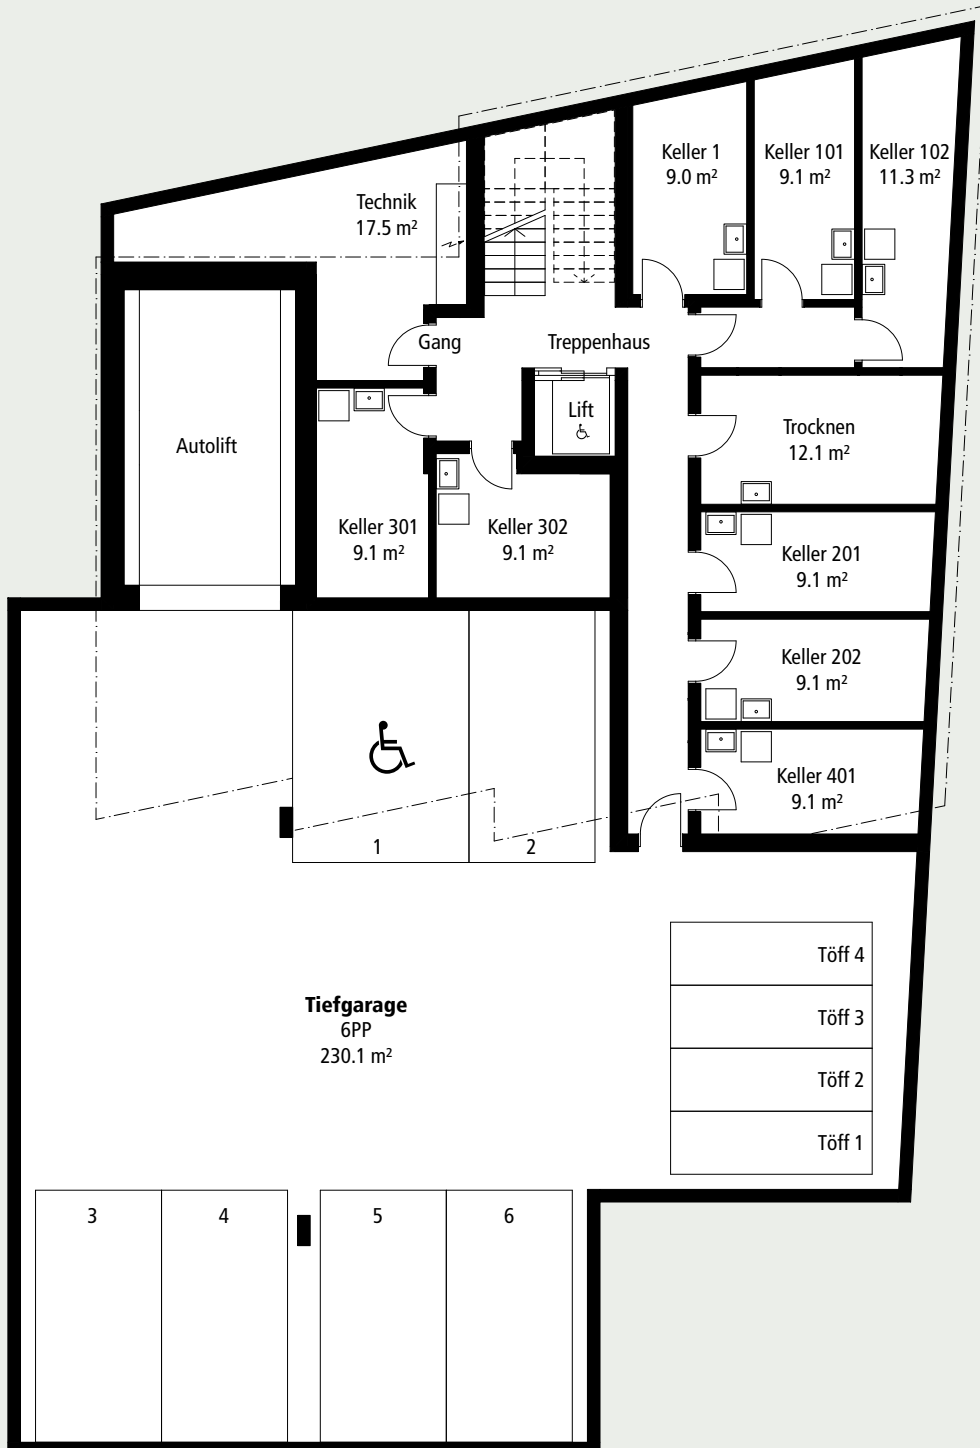 Keller 1
9.0 m²
Keller 101
9.1 m²
Keller 102
11.3 m²
Technik
17.5 m²
Gang
Treppenhaus
Lift
Autolift
Trocknen
12.1 m²
Keller 301
9.1 m²
Keller 302
9.1 m²
Keller 201
9.1 m²
Keller 202
9.1 m²
Keller 401
9.1 m²
1
2
Töff 4
Töff 3
Töff 2
Töff 1
Tiefgarage
6PP
230.1 m²
3
4
5
6